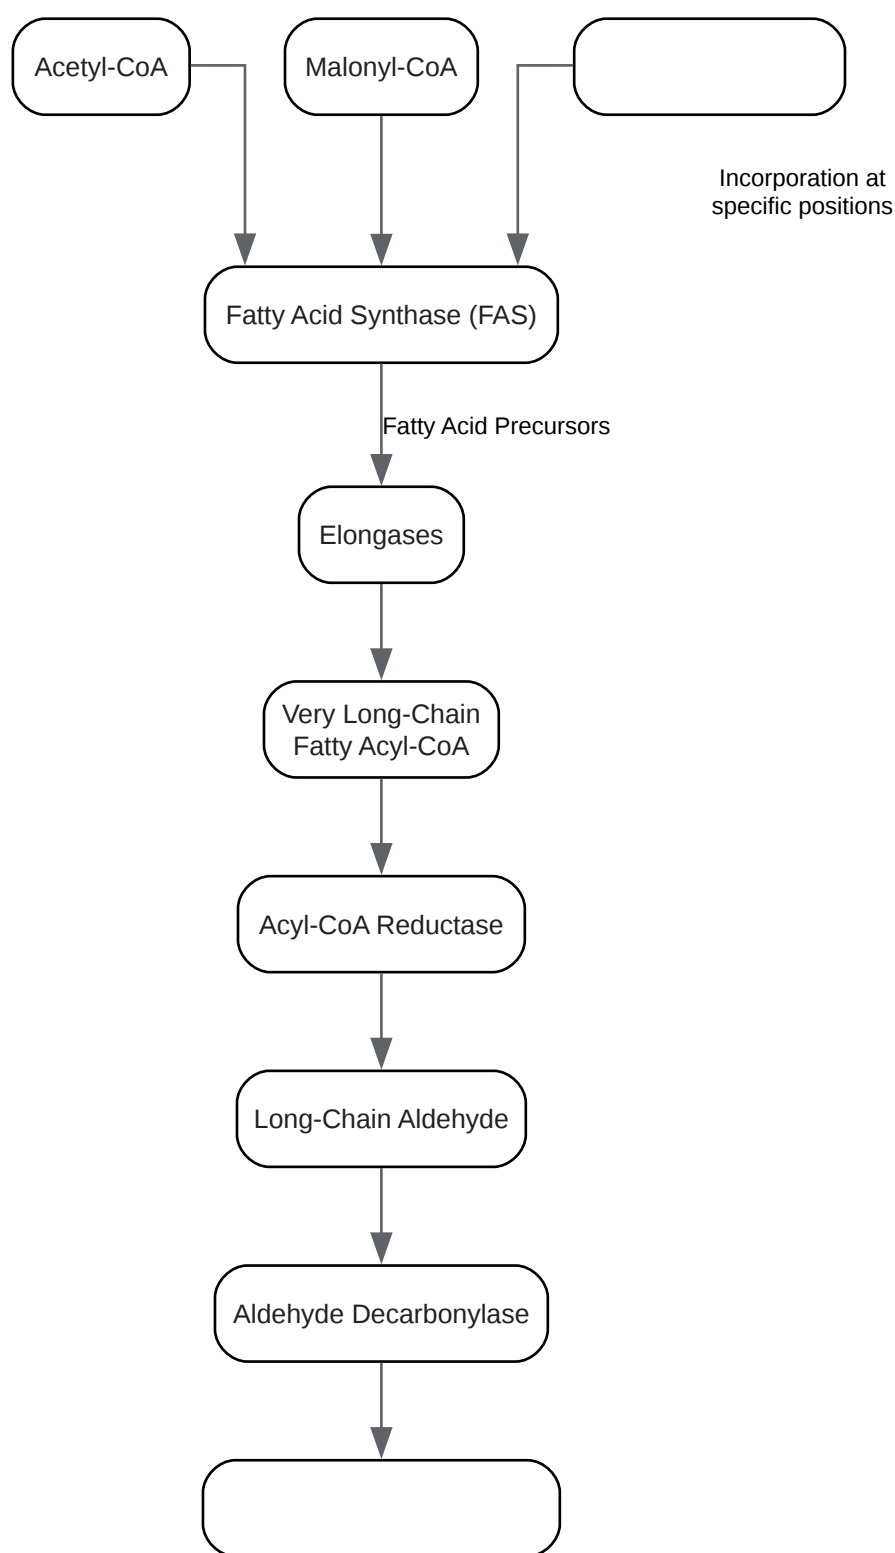 Acetyl-CoA
Malonyl-CoA
Incorporation at
specific positions
Fatty Acid Synthase (FAS)
Fatty Acid Precursors
Elongases
Very Long-Chain
Fatty Acyl-CoA
Acyl-CoA Reductase
Long-Chain Aldehyde
Aldehyde Decarbonylase